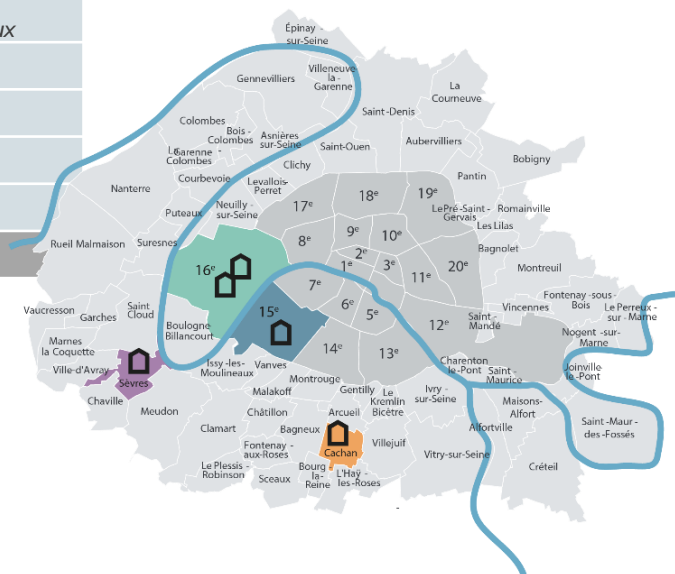 UX
Épinay -
sur-Seine
Villeneuve
la -
Garenne
Gennevilliers
La
Courneuve
Saint-Denis
Colombes
Bois -
Colombes
Asnières
sur-Seine
Saint-Ouen
Aubervilliers
La
Garenne -
Colombes
Bobigny
Clichy
Courbevoie
Levallois-
Perret
Pantin
Nanterre
18e
19e
17e
Puteaux
Neuilly -
sur-Seine
Le Pré -Saint -
Gervais
Romainville
Les Lilas
9e
10e
8e
Rueil Malmaison
Suresnes
Bagnolet
2e
16e
1e
3e
20e
Montreuil
11e
7e
Vaucresson
Garches
Saint
Cloud
6e
5e
15e
12e
Saint -
Mandé
Vincennes
Fontenay -sous -
Bois
Le Perreux -
sur - Marne
Boulogne
Billancourt
Nogent -sur-
Marne
Marnes
la Coquette
14e
13e
Ville-d'Avray
Sèvres
Issy -les-
Moulineaux
Vanves
Charenton
le-Pont
Saint -
Maurice
Joinville
le -Pont
Montrouge
Malakoff
Gentilly
Le
Kremlin
Bicètre
Ivry -
sur-Seine
Chaville
Meudon
Châtillon
Arcueil
Maisons-
Alfort
Clamart
Bagneux
Alfortville
Saint -Maur -
des -Fossés
Villejuif
Fontenay -
aux-Roses
Cachan
Vitry-sur-Seine
Le Plessis -
Robinson
Bourg -
la-
Reine
L'Haÿ -
les -Roses
Sceaux
Créteil